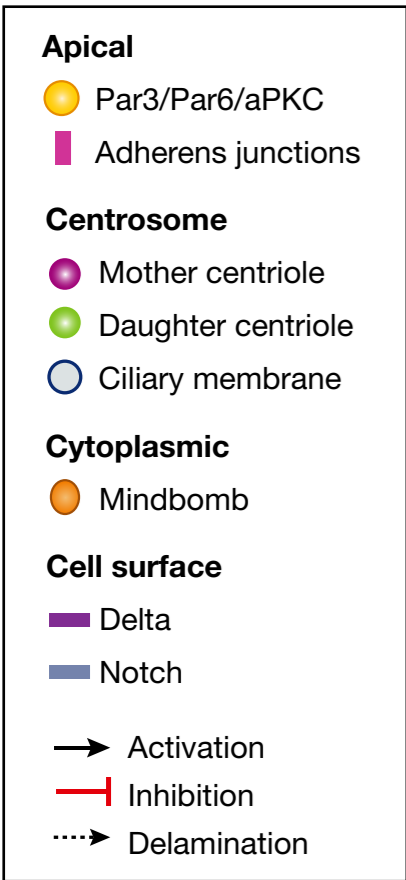 Apical
Par3/Par6/aPKC
Adherens junctions
Centrosome
Mother centriole
Daughter centriole
Ciliary membrane
Cytoplasmic
Mindbomb
Cell surface
Delta
Notch
Activation
Inhibition
Delamination